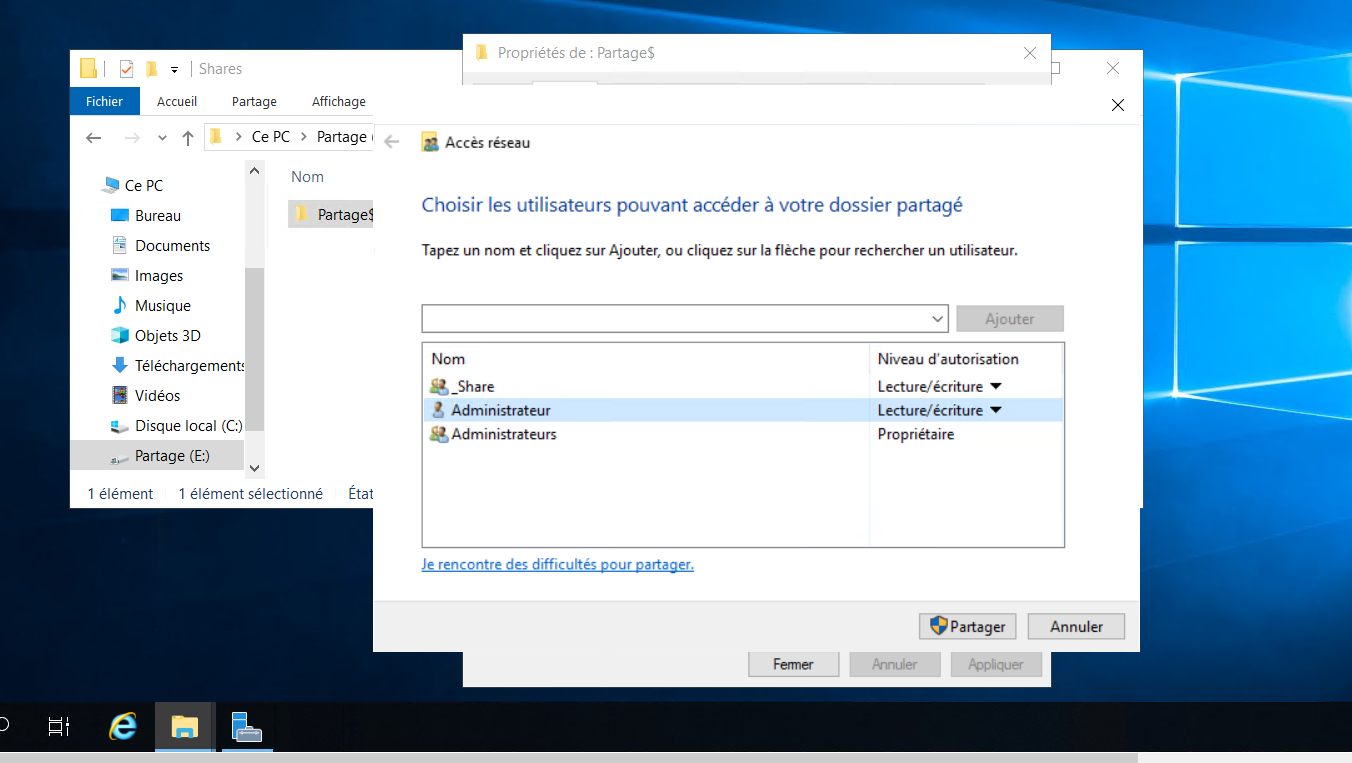 Propriétés de : Partage$
Shares
Fichier
Accueil
Partage
Affichage
Ce PC
Partage (
Accès réseau
Nom
Ce PC
Bureau
Documents
Images
Musique
Objets 3D
Téléchargements
Vidéos
Disque local (C:)
Partage (E:)
Partage$
1 élément
1 élément sélectionné
État
Choisir les utilisateurs pouvant accéder à votre dossier partagé
Tapez un nom et cliquez sur Ajouter, ou cliquez sur la flèche pour rechercher un utilisateur.
Ajouter
Nom Niveau d'autorisation
_Share Lecture/écriture
Administrateur Lecture/écriture
Administrateurs Propriétaire
Je rencontre des difficultés pour partager.
Partager
Annuler
Fermer
Annuler
Appliquer